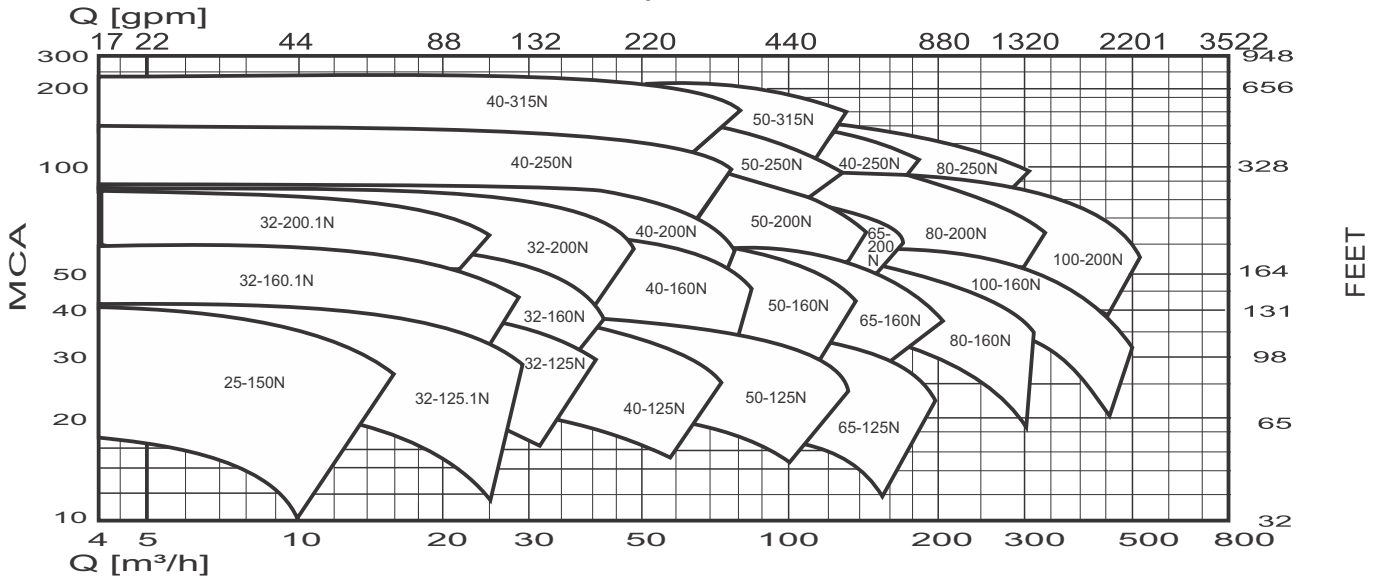 Q [gpm]
17 22 44 88 132 220 440 880 1320 2201 3522
300 948
200 656
40-315N
50-315N
100 328
40-250N 50-250N 40-250N 80-250N
32-200.1N 32-200N 40-200N 50-200N 65-200N 80-200N
100-200N
MCA
FEET
50 164
32-160.1N 40-160N 50-160N 100-160N
40 131
32-160N 65-160N 80-160N
30 98
32-125N
25-150N 32-125.1N 40-125N 50-125N
20 65
65-125N
10 32
4 5 10 20 30 50 100 200 300 500 800
Q [m³/h]